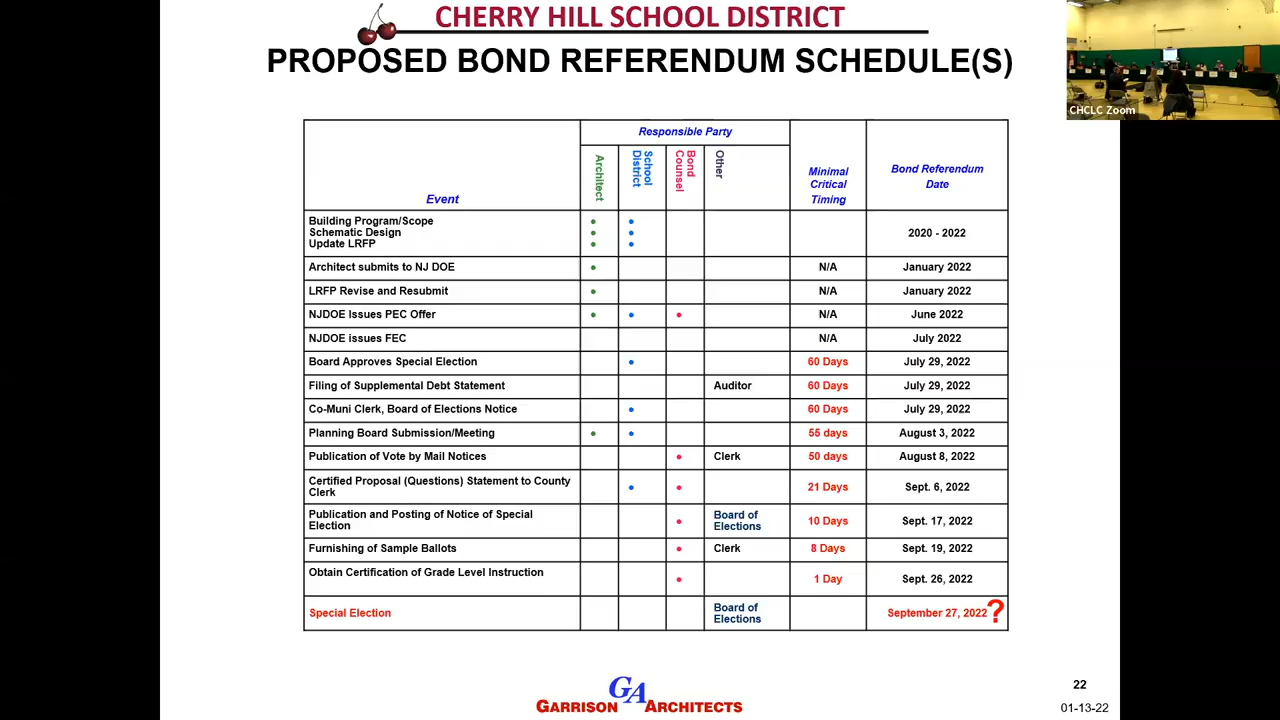 CHERRY HILL SCHOOL DISTRICT
PROPOSED BOND REFERENDUM SCHEDULE(S)
CHCLC Zoom
Responsible Party
Event
Architect
School
District
Bond
Counsel
Other
Minimal
Critical
Timing
Bond Referendum
Date
Building Program/Scope
Schematic Design
Update LRFP
2020 - 2022
Architect submits to NJ DOE N/A January 2022
LRFP Revise and Resubmit N/A January 2022
NJDOE Issues PEC Offer N/A June 2022
NJDOE issues FEC N/A July 2022
Board Approves Special Election 60 Days July 29, 2022
Filing of Supplemental Debt Statement Auditor 60 Days July 29, 2022
Co-Muni Clerk, Board of Elections Notice 60 Days July 29, 2022
Planning Board Submission/Meeting 55 days August 3, 2022
Publication of Vote by Mail Notices Clerk 50 days August 8, 2022
Certified Proposal (Questions) Statement to County
Clerk
21 Days Sept. 6, 2022
Publication and Posting of Notice of Special
Election
Board of
Elections
10 Days Sept. 17, 2022
Furnishing of Sample Ballots Clerk 8 Days Sept. 19, 2022
Obtain Certification of Grade Level Instruction
1 Day Sept. 26, 2022
Special Election
Board of
Elections
September 27, 2022?
GA
GARRISON ARCHITECTS
22
01-13-22